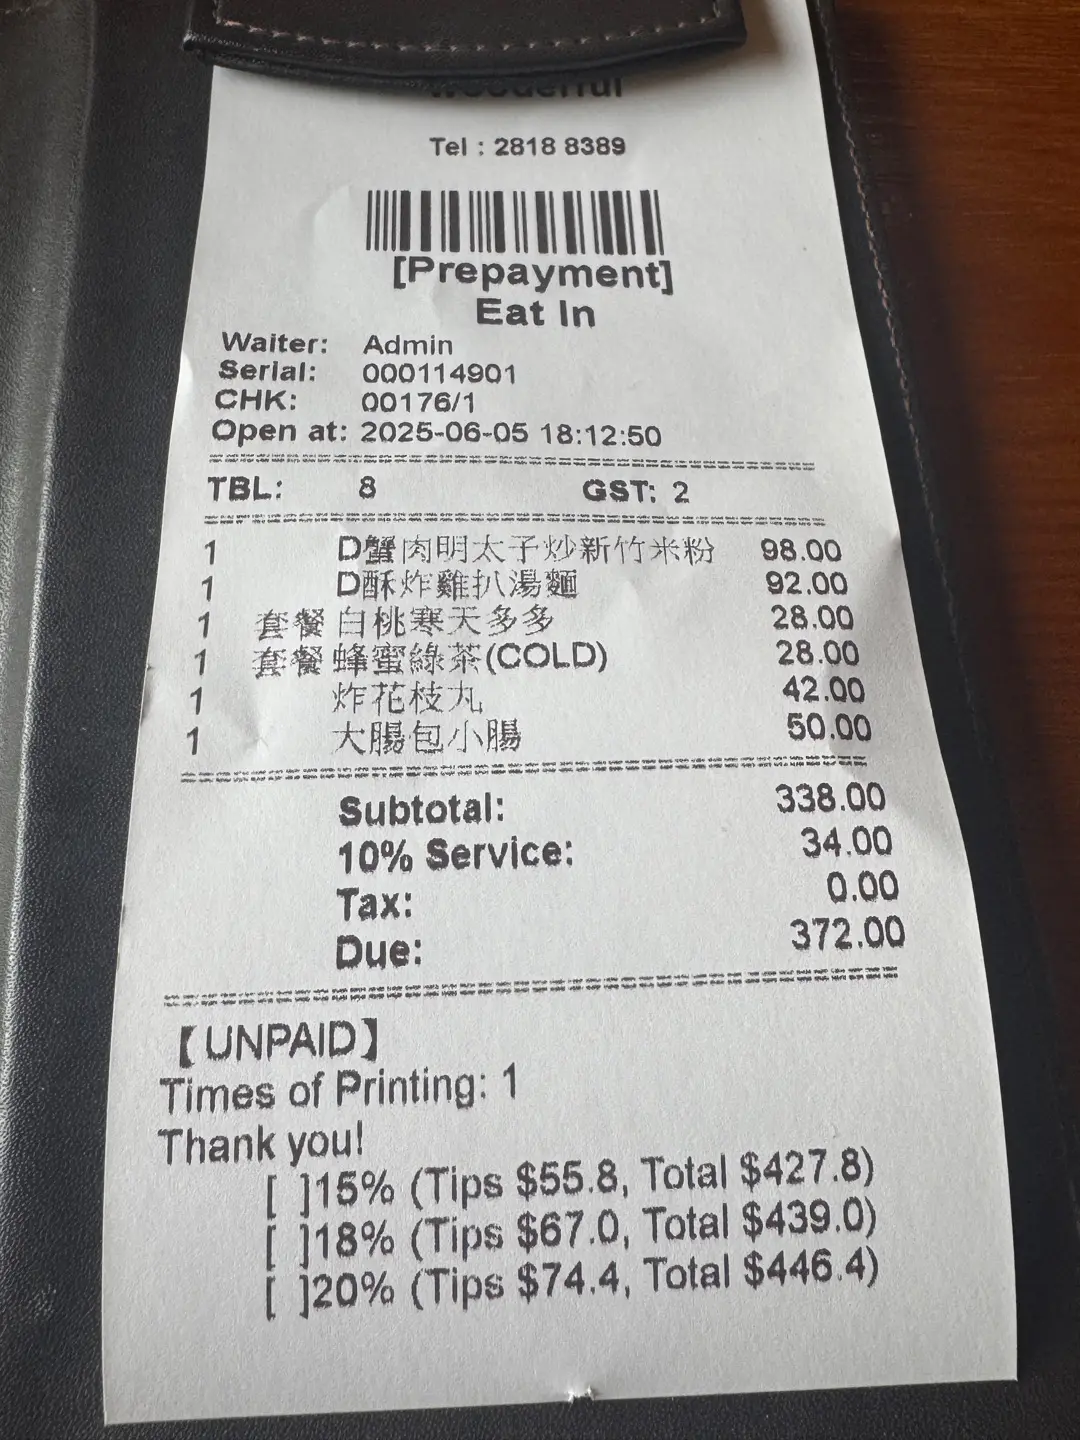 Tel : 2818 8389
[Prepayment]
Eat In
Waiter: Admin
Serial: 000114901
CHK: 00176/1
Open at: 2025-06-05 18:12:50
TBL: 8 GST: 2
1 D蟹肉明太子炒新竹米粉 98.00
1 D酥炸雞扒湯麵 92.00
1 套餐 白桃寒天多多 28.00
1 套餐 蜂蜜綠茶(COLD) 28.00
1 炸花枝丸 42.00
1 大腸包小腸 50.00
Subtotal: 338.00
10% Service: 34.00
Tax: 0.00
Due: 372.00
【UNPAID】
Times of Printing: 1
Thank you!
[ ]15% (Tips $55.8, Total $427.8)
[ ]18% (Tips $67.0, Total $439.0)
[ ]20% (Tips $74.4, Total $446.4)